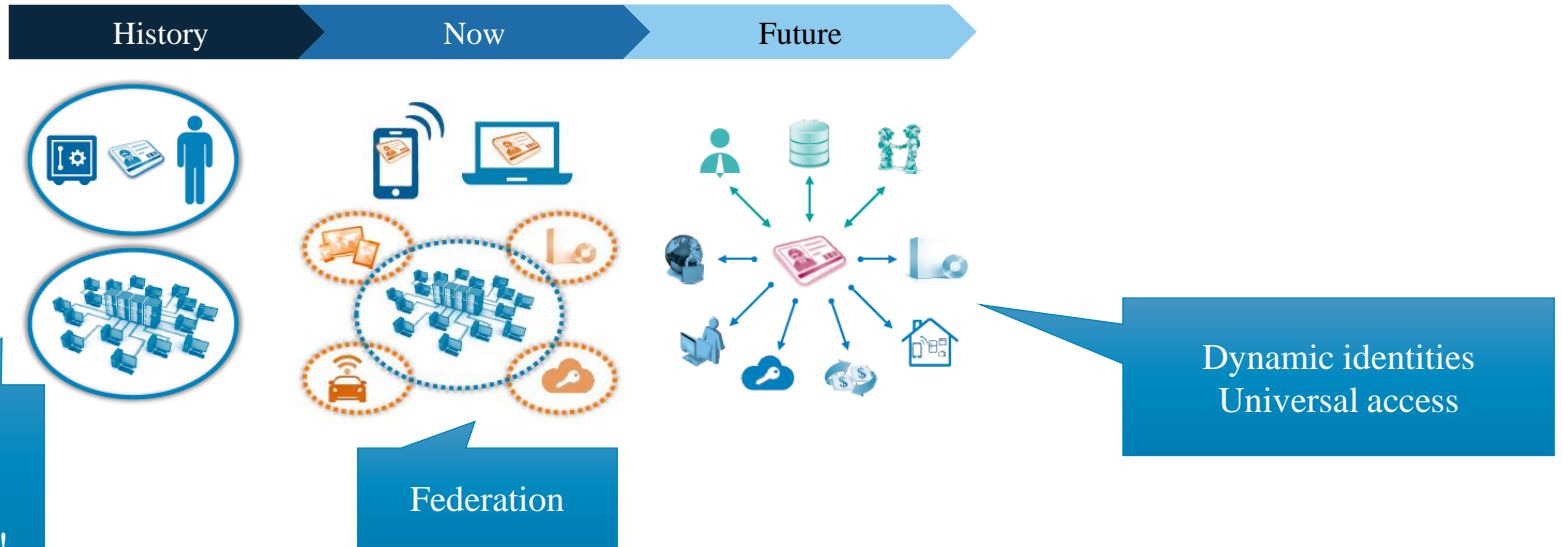 History
Now
Future
Federation
Dynamic identities
Universal access